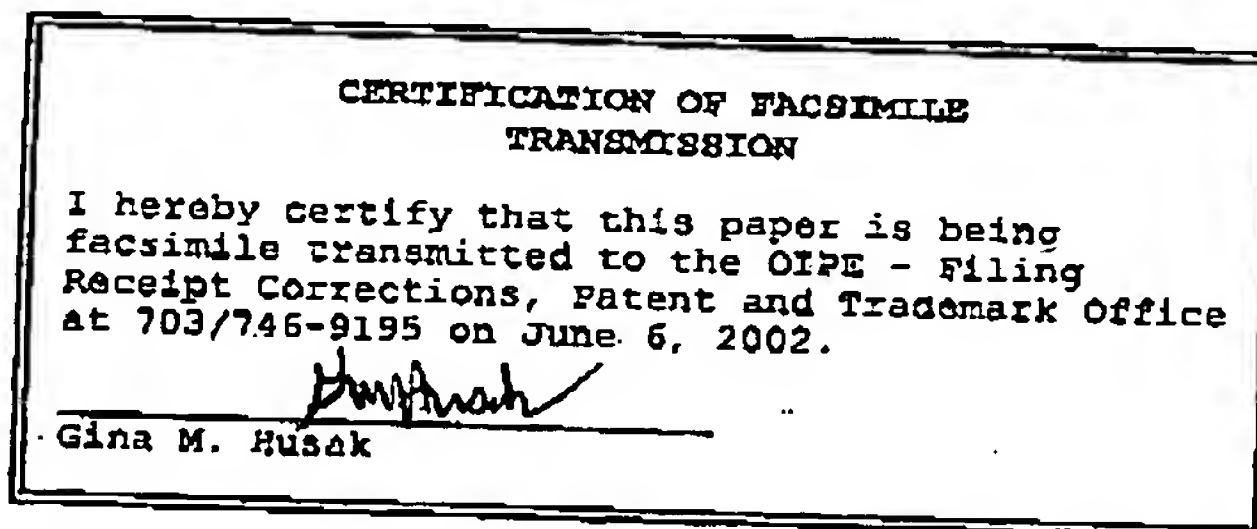 CERTIFICATION OF FACSIMILE
TRANSMISSION
I hereby certify that this paper is being
facsimile transmitted to the OIPE - Filing
Receipt Corrections, Patent and Trademark Office
at 703/746-9195 on June 6, 2002.
Gina M. Husak